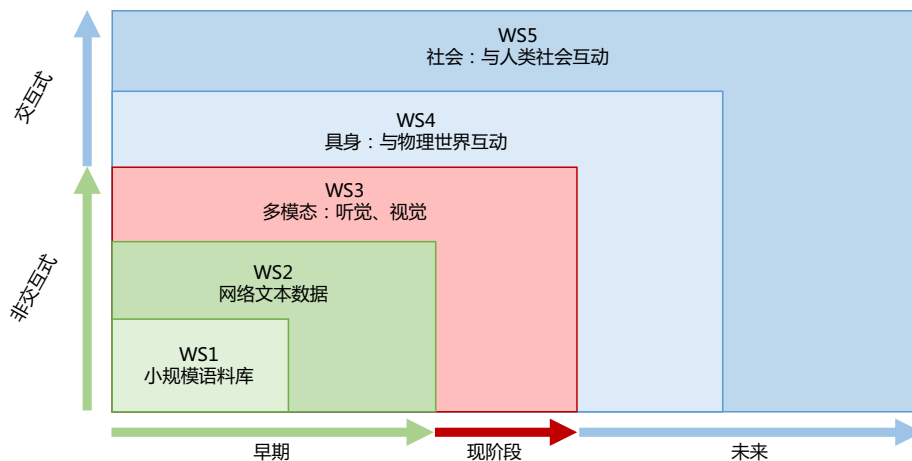 WS5
社会：与人类社会互动
WS4
具身：与物理世界互动
WS3
多模态：听觉、视觉
WS2
网络文本数据
WS1
小规模语料库
交互式
非交互式
早期
现阶段
未来